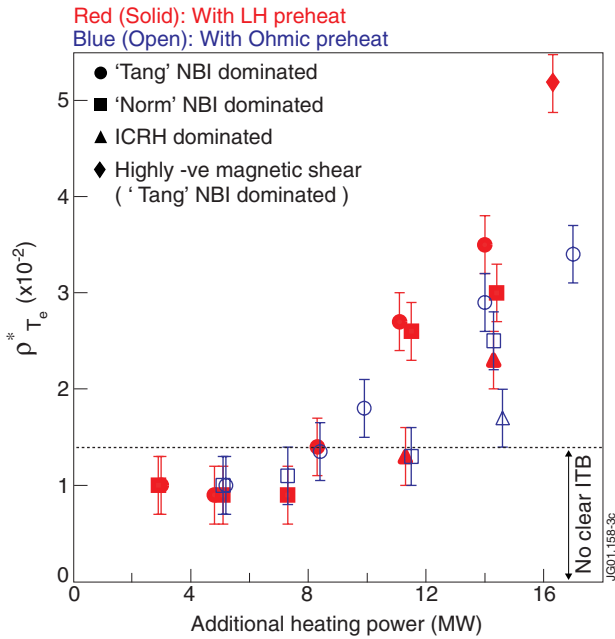 Red (Solid): With LH preheat
Blue (Open): With Ohmic preheat
'Tang' NBI dominated
'Norm' NBI dominated
ICRH dominated
Highly -ve magnetic shear
( ' Tang' NBI dominated )
5
4
3
2
1
0
ρ*Te (x10-2)
No clear ITB
JG01.158-3c
0
4
8
12
16
Additional heating power (MW)